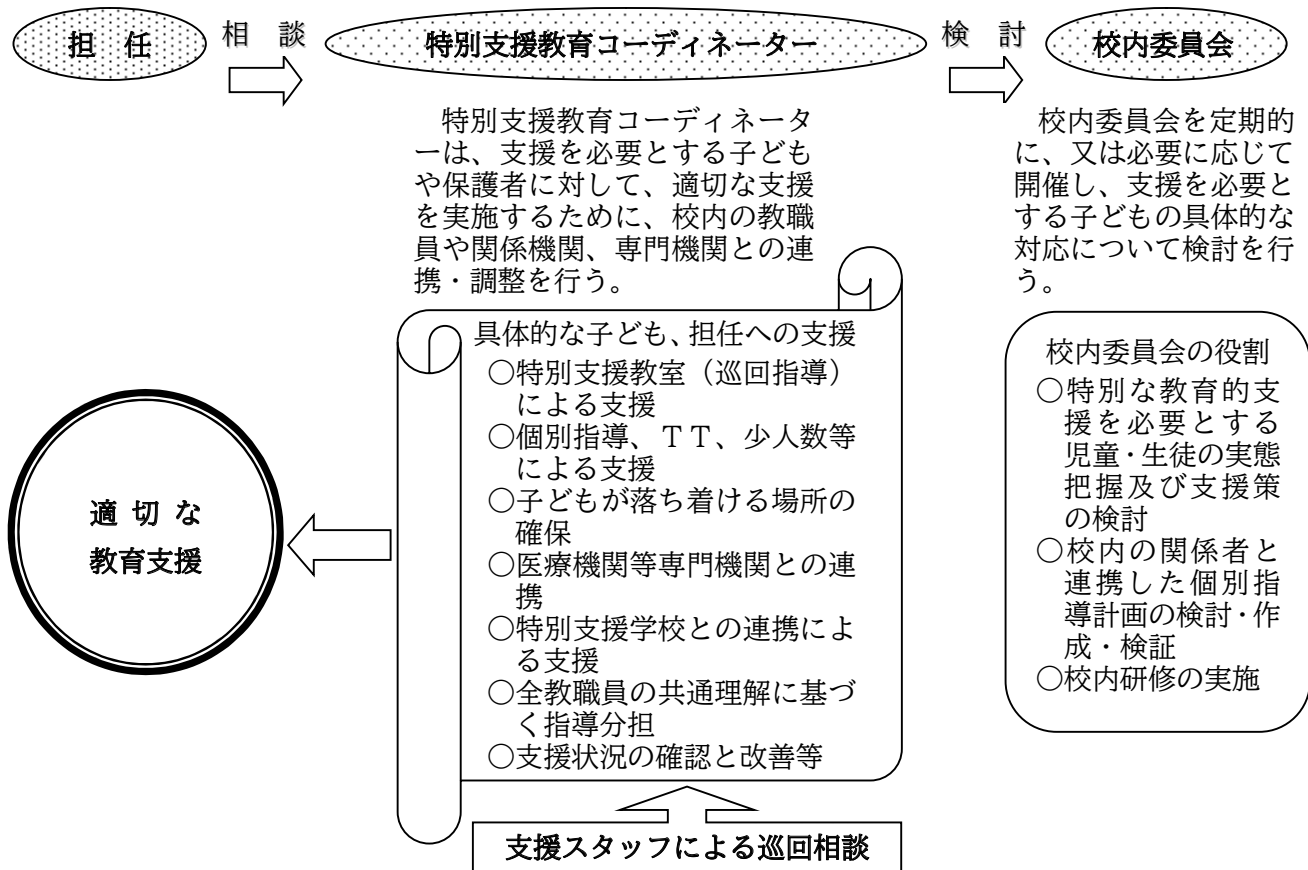 担 任
相 談
特別支援教育コーディネーター
検 討
校内委員会
特別支援教育コーディネータ
ーは、支援を必要とする子ども
や保護者に対して、適切な支援
を実施するために、校内の教職
員や関係機関、専門機関との連
携・調整を行う。
校内委員会を定期的
に、又は必要に応じて
開催し、支援を必要と
する子どもの具体的な
対応について検討を行
う。
具体的な子ども、担任への支援
○特別支援教室（巡回指導）
による支援
○個別指導、ＴＴ、少人数等
による支援
○子どもが落ち着ける場所の
確保
○医療機関等専門機関との連
携
○特別支援学校との連携によ
る支援
○全教職員の共通理解に基づ
く指導分担
○支援状況の確認と改善等
校内委員会の役割
○特別な教育的支
援を必要とする
児童・生徒の実態
把握及び支援策
の検討
○校内の関係者と
連携した個別指
導計画の検討・作
成・検証
○校内研修の実施
適 切 な
教育支援
支援スタッフによる巡回相談